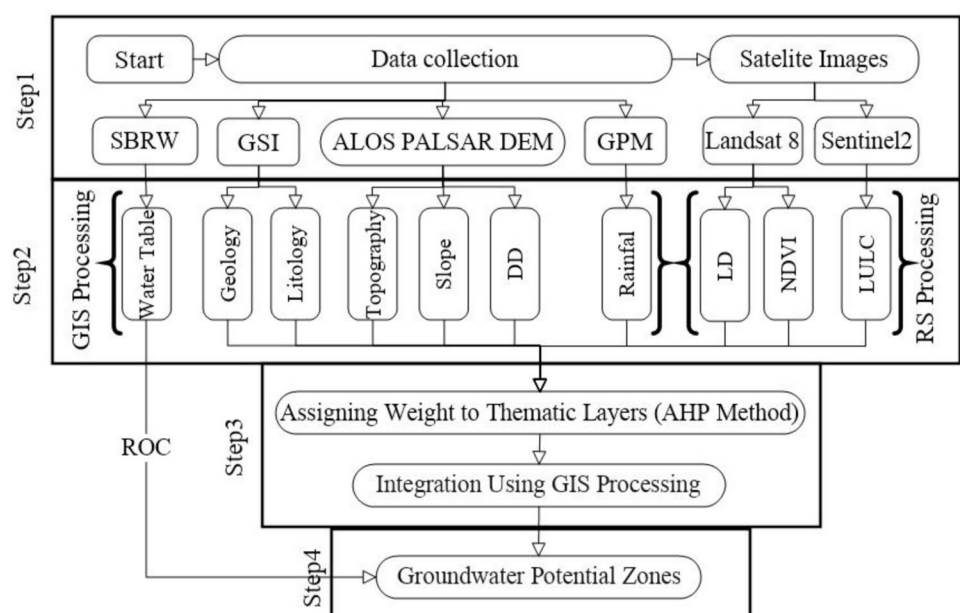 Step1
Start
Data collection
Satelite Images
SBRW
GSI
ALOS PALSAR DEM
GPM
Landsat 8
Sentinel2
Step2
GIS Processing
Water Table
Geology
Litology
Topography
Slope
DD
Rainfal
LD
NDVI
LULC
RS Processing
Step3
Assigning Weight to Thematic Layers (AHP Method)
ROC
Integration Using GIS Processing
Step4
Groundwater Potential Zones